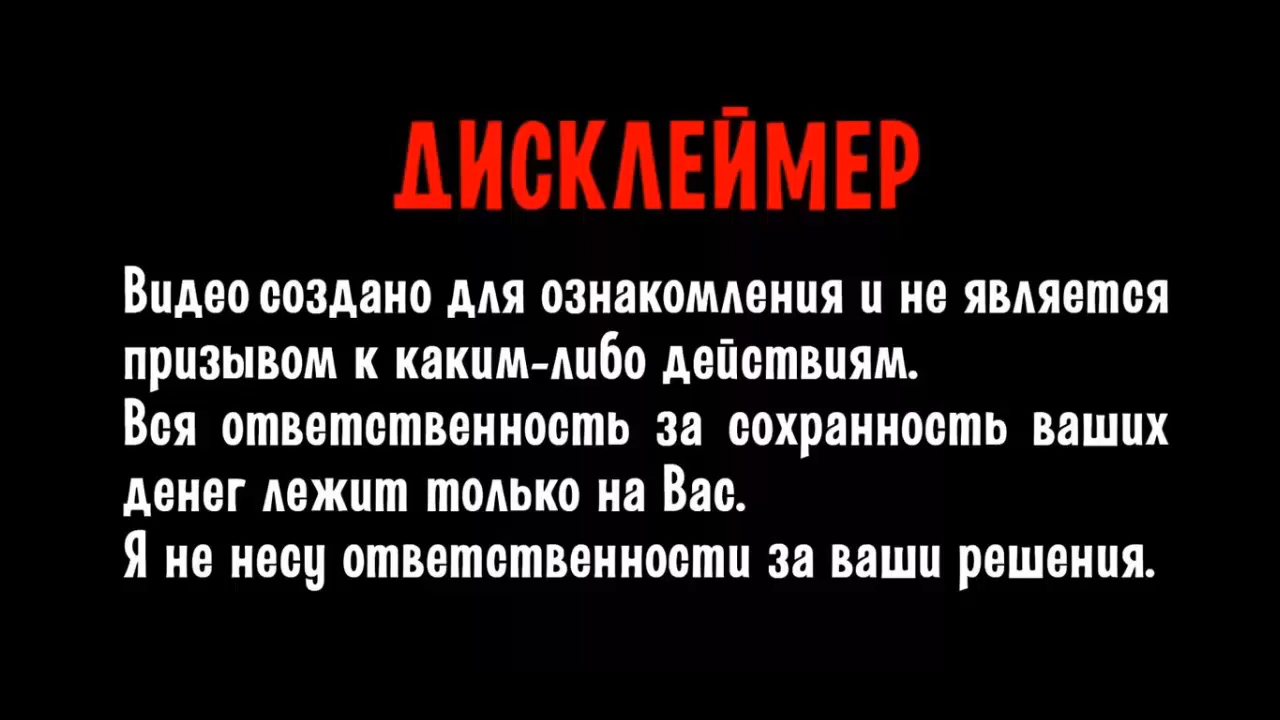 ДИСКЛЕЙМЕР
Видео создано для ознакомления и не является
призывом к каким-либо действиям.
Вся ответственность за сохранность ваших
денег лежит только на Вас.
Я не несу ответственности за ваши решения.